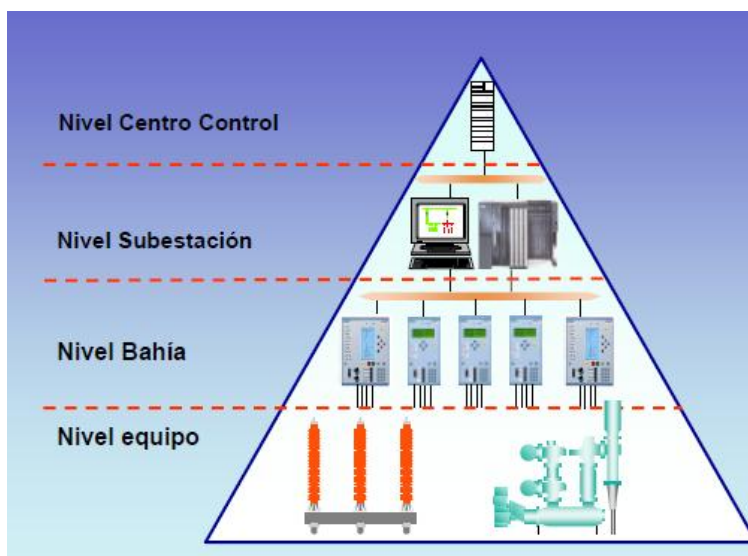 Nivel Centro Control
Nivel Subestación
Nivel Bahía
Nivel equipo